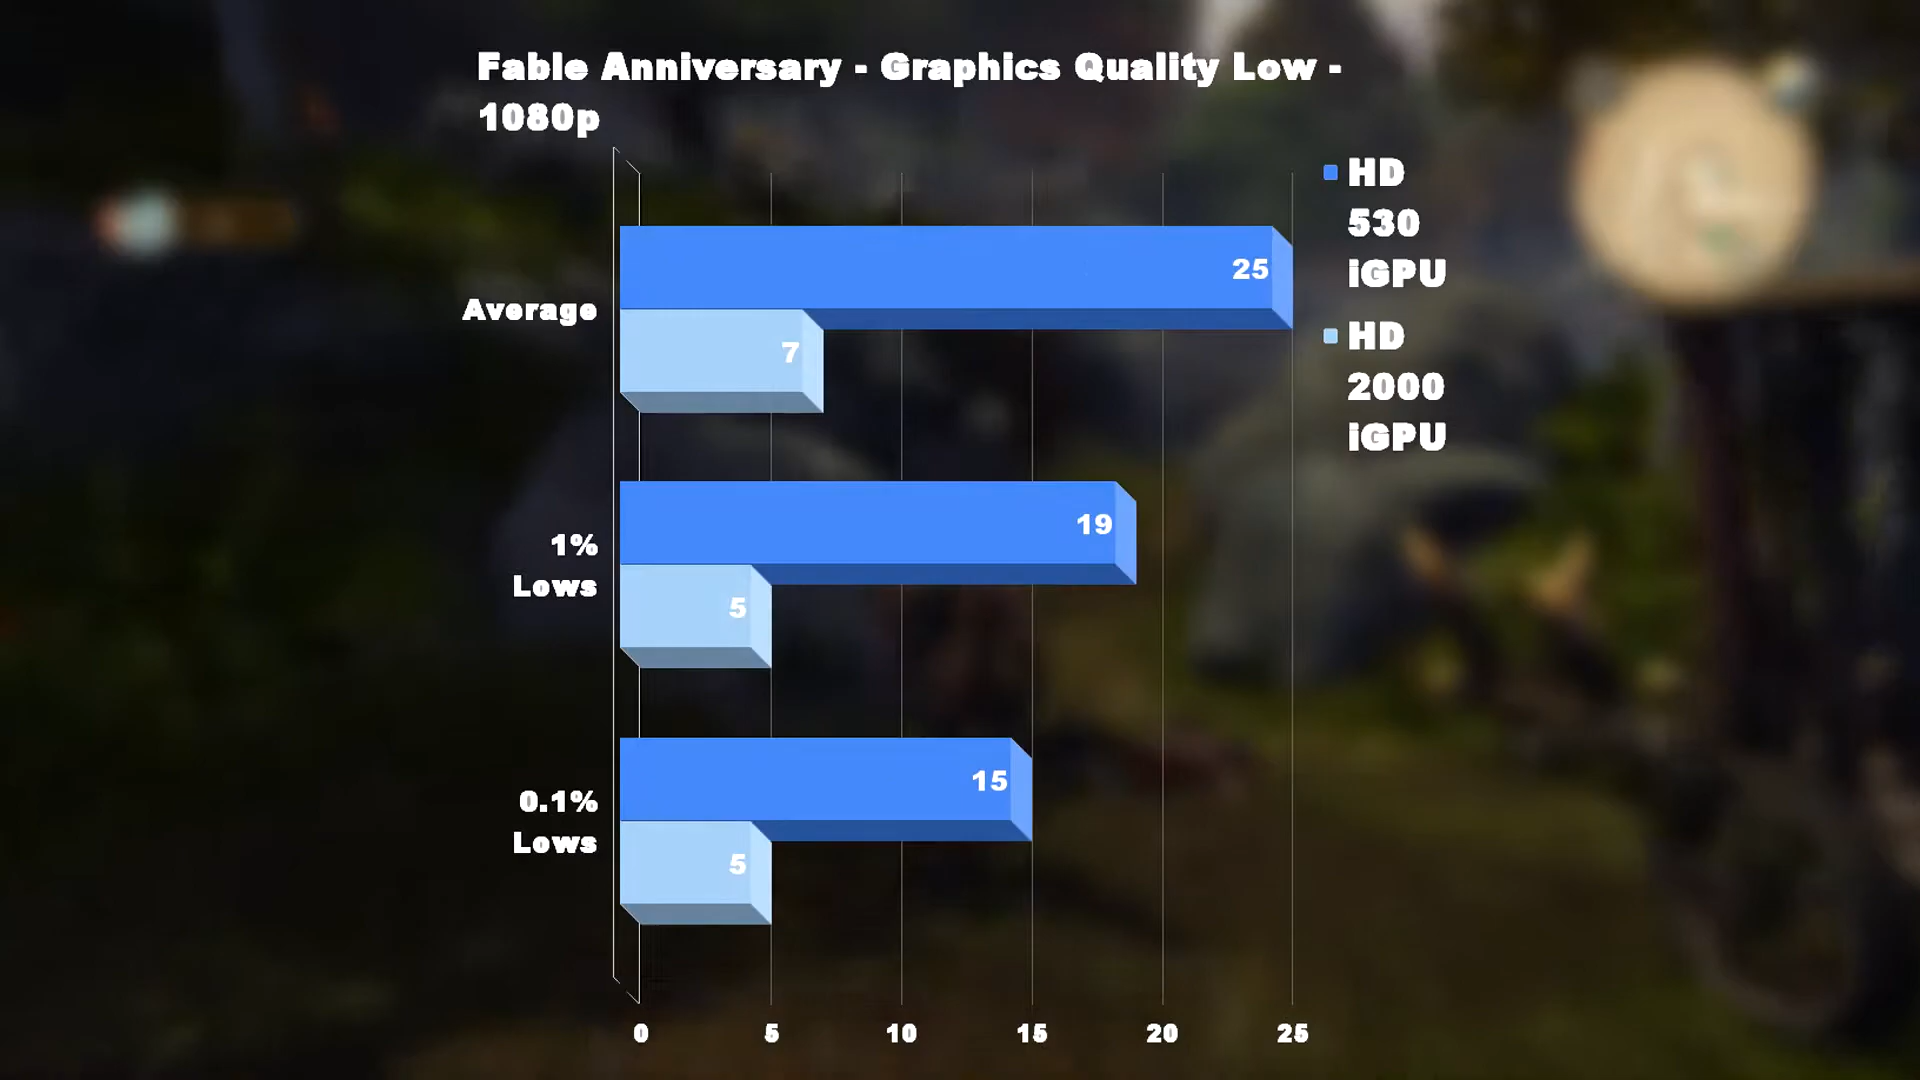 Fable Anniversary - Graphics Quality Low -
1080p
HD
530
iGPU
HD
2000
iGPU
Average
25
7
1%
Lows
19
5
0.1%
Lows
15
5
0 5 10 15 20 25